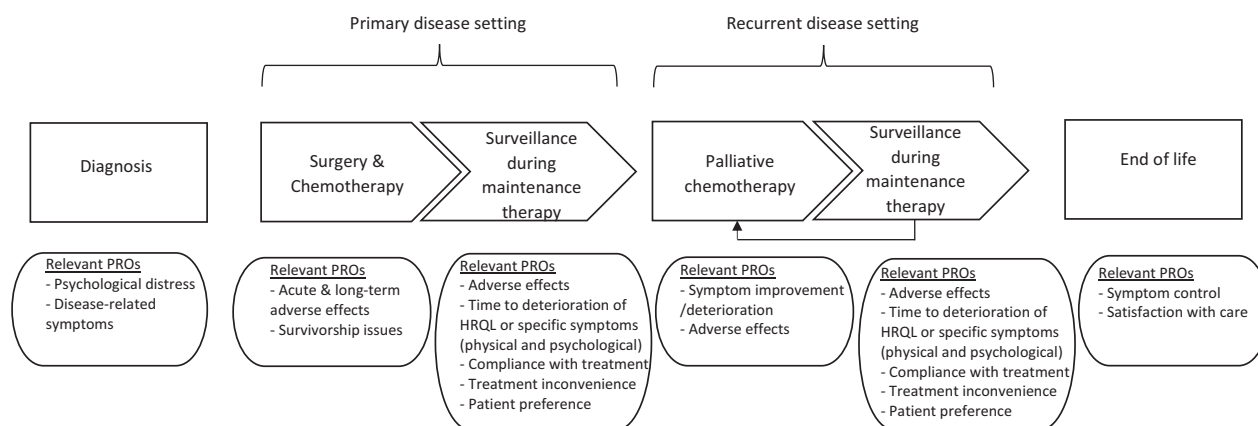 Primary disease setting
Recurrent disease setting
Diagnosis
Surgery &
Chemotherapy
Surveillance
during
maintenance
therapy
Palliative
chemotherapy
Surveillance
during
maintenance
therapy
End of life
Relevant PROs
- Psychological distress
- Disease-related
symptoms
Relevant PROs
- Acute & long-term
adverse effects
- Survivorship issues
Relevant PROs
- Adverse effects
- Time to deterioration of
HRQL or specific symptoms
(physical and psychological)
- Compliance with treatment
- Treatment inconvenience
- Patient preference
Relevant PROs
- Symptom improvement
/deterioration
- Adverse effects
Relevant PROs
- Adverse effects
- Time to deterioration of
HRQL or specific symptoms
(physical and psychological)
- Compliance with treatment
- Treatment inconvenience
- Patient preference
Relevant PROs
- Symptom control
- Satisfaction with care